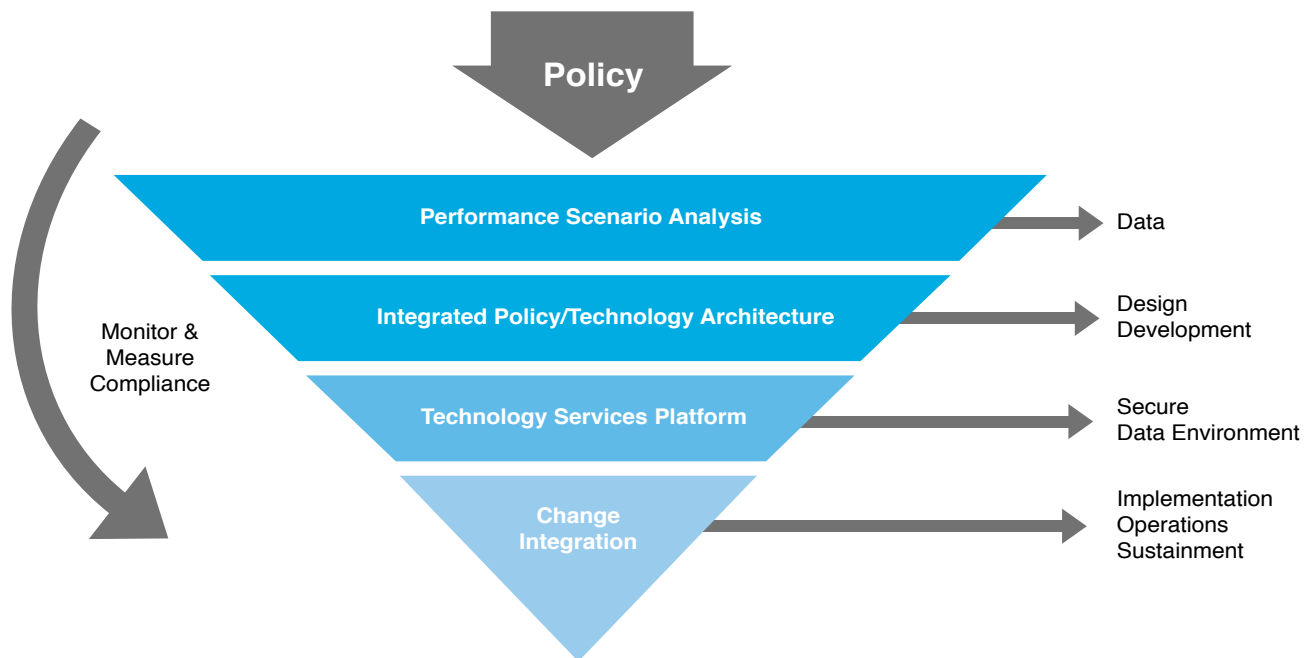 Policy
Performance Scenario Analysis
Data
Integrated Policy/Technology Architecture
Design
Development
Monitor &
Measure
Compliance
Technology Services Platform
Secure
Data Environment
Change
Integration
Implementation
Operations
Sustainment